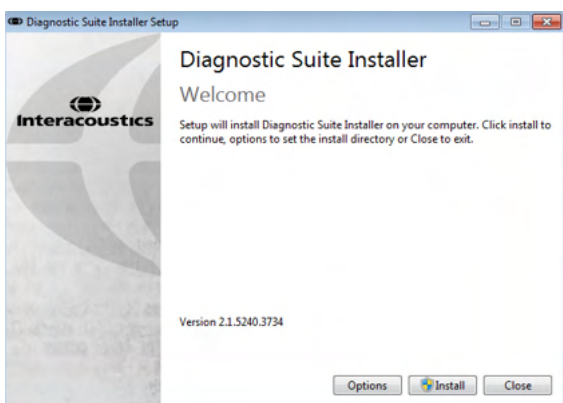 Diagnostic Suite Installer Setup
Diagnostic Suite Installer
Welcome
Interacoustics
Setup will install Diagnostic Suite Installer on your computer. Click install to
continue, options to set the install directory or Close to exit.
Version 2.1.5240.3734
Options
Install
Close